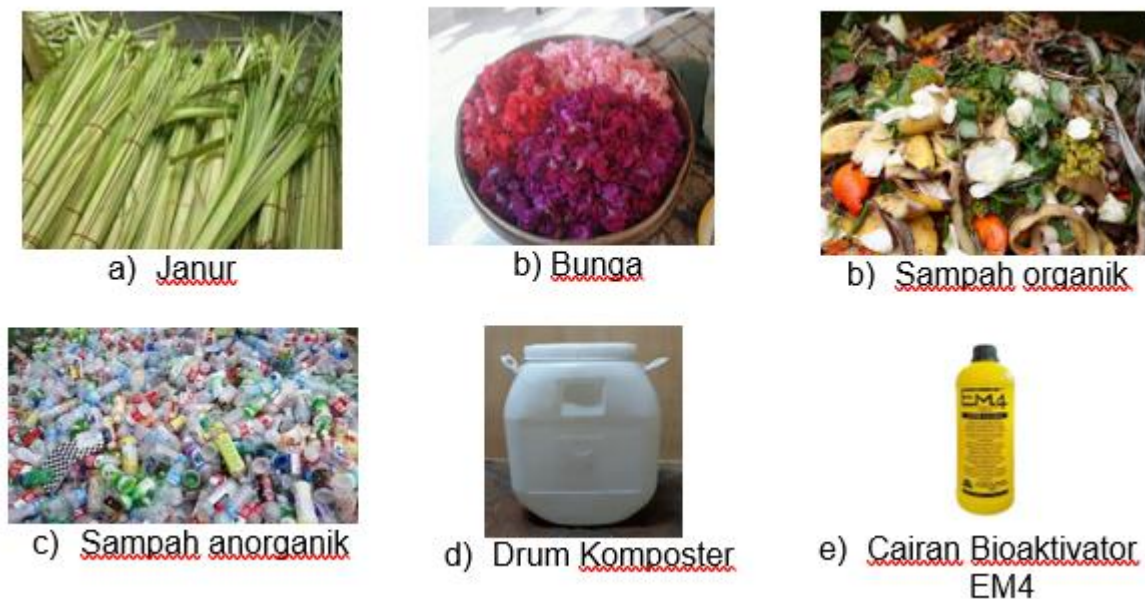 a) Janur
b) Bunga
b) Sampah organik
c) Sampah anorganik
d) Drum Komposter
EM4
e) Cairan Bioaktivator
EM4